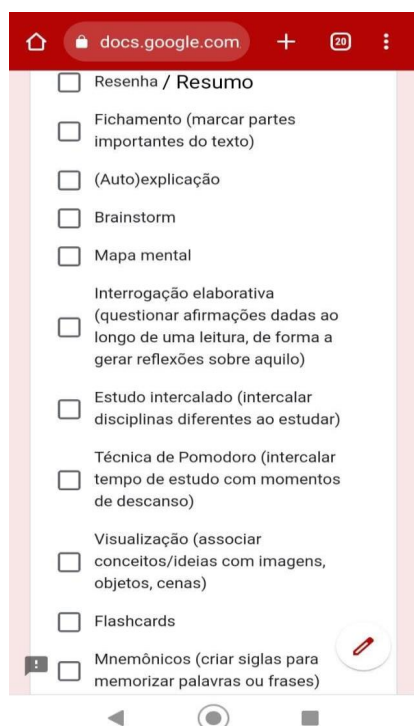 docs.google.com
20
Resenha / Resumo
Fichamento (marcar partes
importantes do texto)
(Auto)explicação
Brainstorm
Mapa mental
Interrogação elaborativa
(questionar afirmações dadas ao
longo de uma leitura, de forma a
gerar reflexões sobre aquilo)
Estudo intercalado (intercalar
disciplinas diferentes ao estudar)
Técnica de Pomodoro (intercalar
tempo de estudo com momentos
de descanso)
Visualização (associar
conceitos/ideias com imagens,
objetos, cenas)
Flashcards
Mnemônicos (criar siglas para
memorizar palavras ou frases)